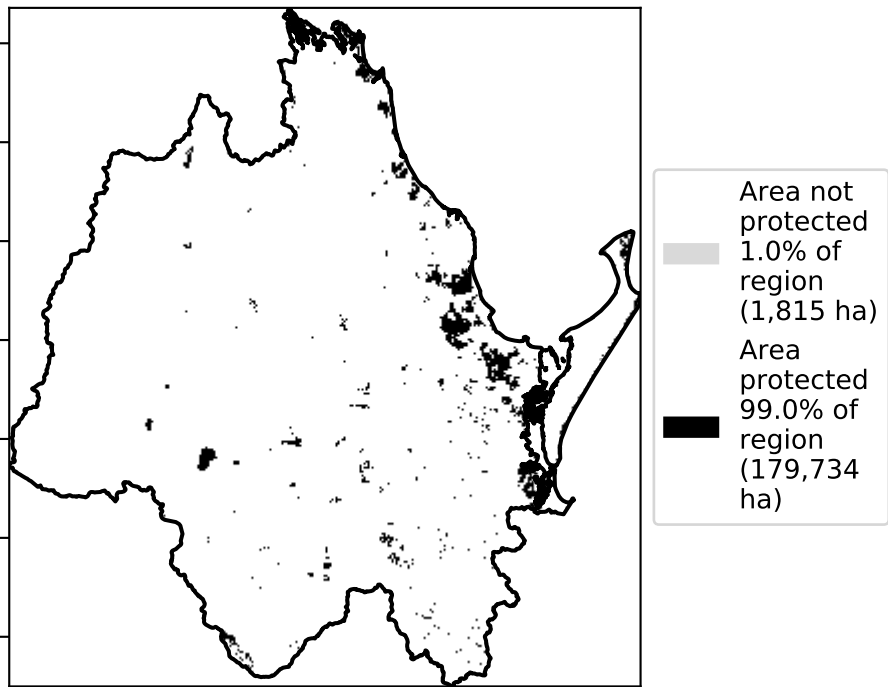 Area not
protected
1.0% of
region
(1,815 ha)
Area
protected
99.0% of
region
(179,734
ha)